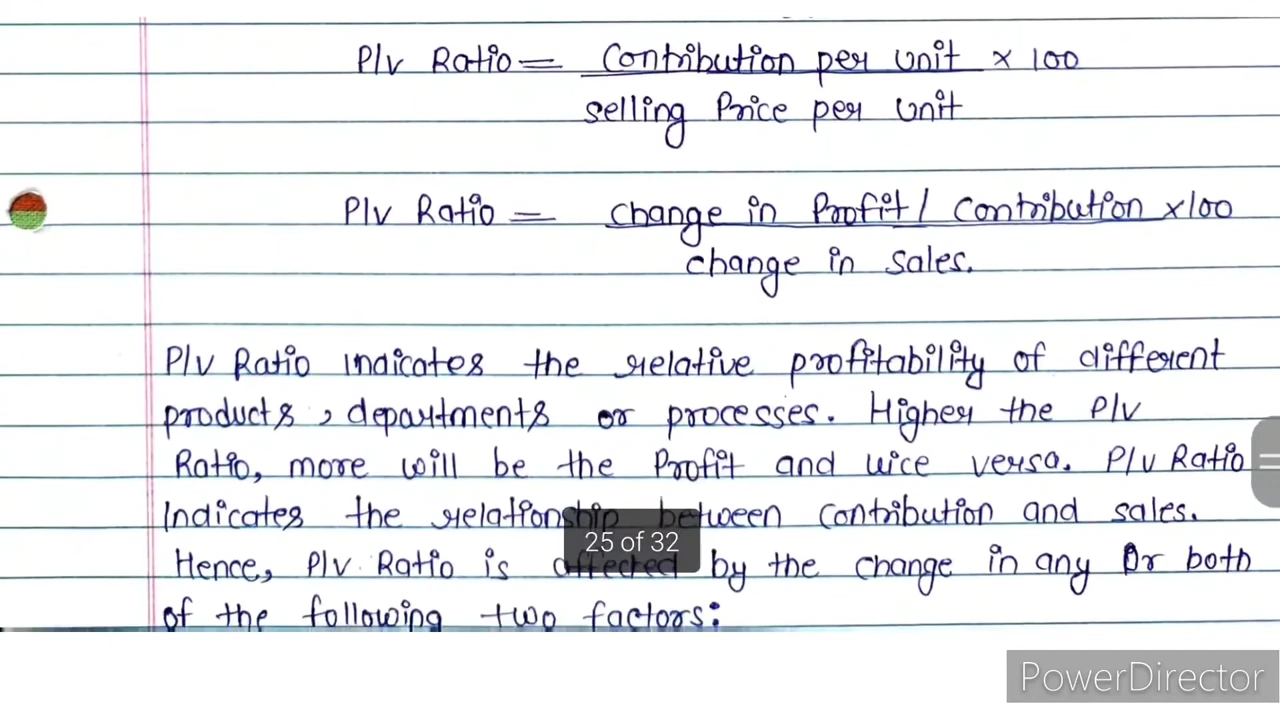 P/v Ratio = Contribution per unit × 100
selling Price per unit
P/v Ratio = change in Profit / contribution ×100
change in sales.
P/v Ratio indicates the relative profitability of different
products, departments or processes. Higher the P/v
Ratio, more will be the Profit and vice versa. P/v Ratio
Indicates the relationship between contribution and sales.
25 of 32
Hence, P/v Ratio is affected by the change in any Or both
of the following two factors:
PowerDirector